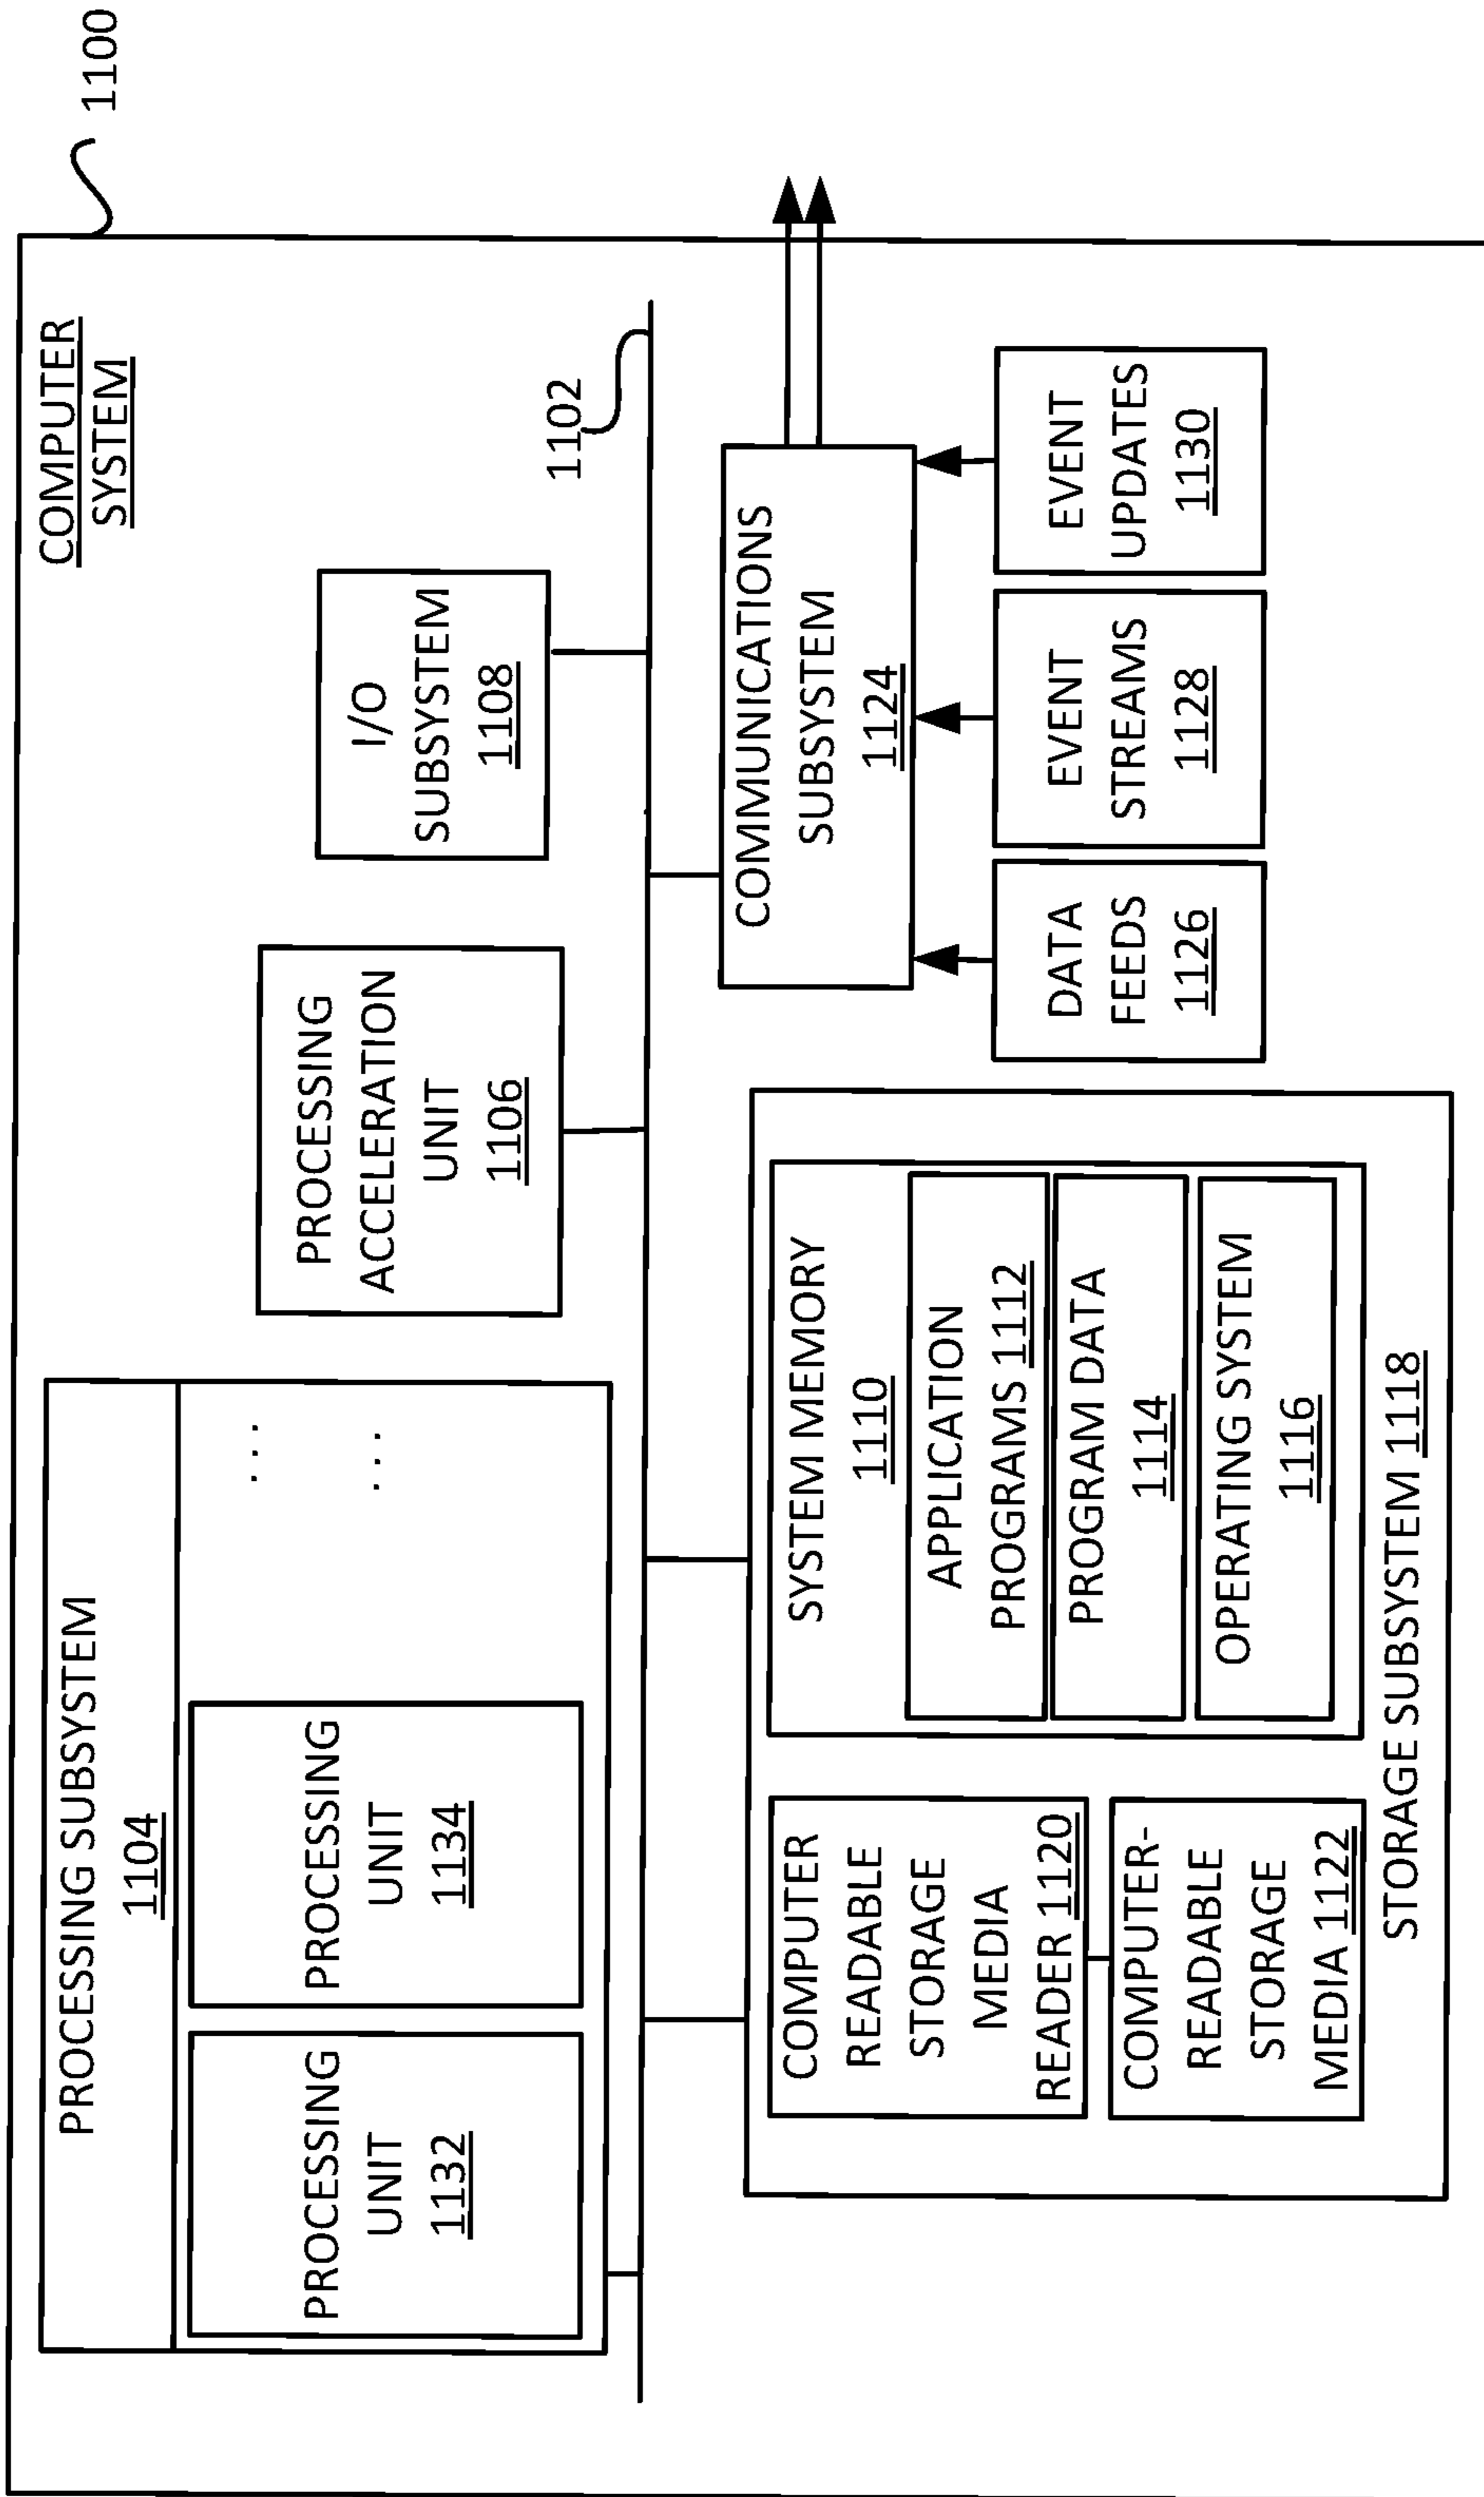 1100
COMPUTER
SYSTEM
PROCESSING SUBSYSTEM
1104
PROCESSING
UNIT
1132
PROCESSING
UNIT
1134
. . .
. . .
PROCESSING
ACCELERATION
UNIT
1106
I/O
SUBSYSTEM
1108
1102
COMPUTER
READABLE
STORAGE
MEDIA
READER 1120
COMPUTER-
READABLE
STORAGE
MEDIA 1122
SYSTEM MEMORY
1110
APPLICATION
PROGRAMS 1112
PROGRAM DATA
1114
OPERATING SYSTEM
1116
STORAGE SUBSYSTEM 1118
COMMUNICATIONS
SUBSYSTEM
1124
DATA
FEEDS
1126
EVENT
STREAMS
1128
EVENT
UPDATES
1130